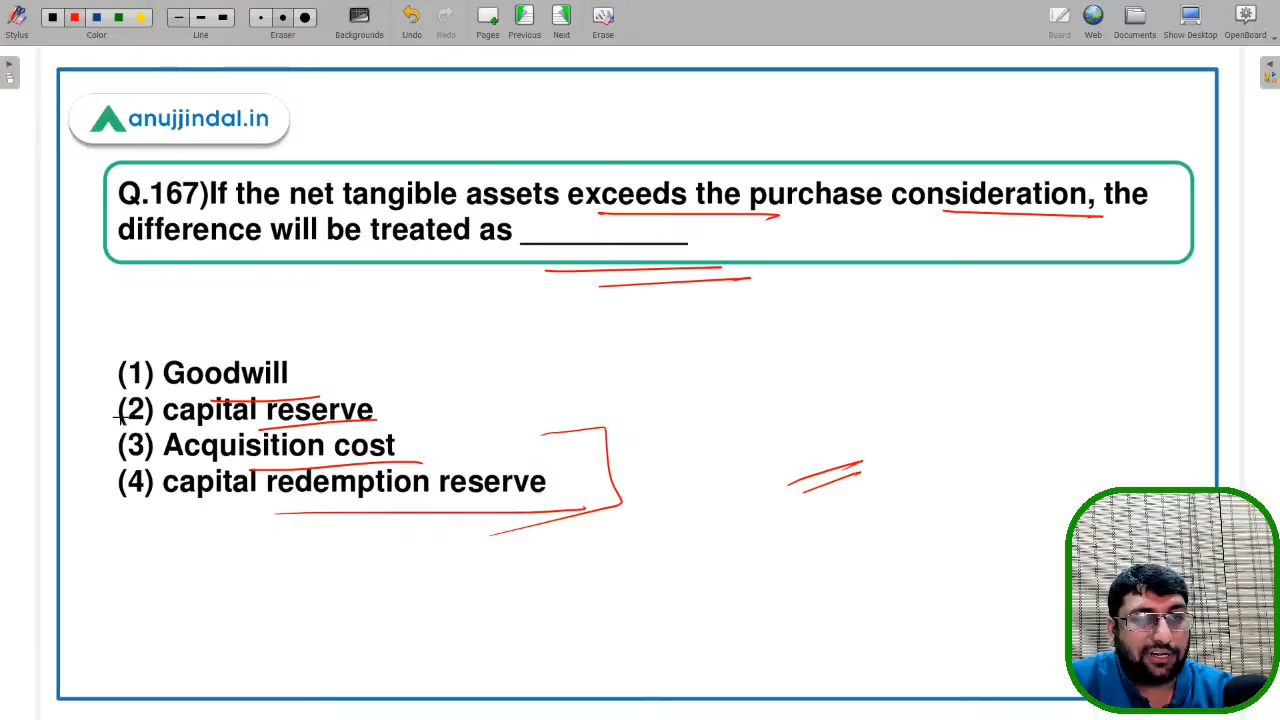 Stylus Color Line Eraser Backgrounds Undo Redo Pages Previous Next Erase Board Web Documents Show Desktop OpenBoard
anujjindal.in
Q.167)If the net tangible assets exceeds the purchase consideration, the
difference will be treated as ___________
(1) Goodwill
(2) capital reserve
(3) Acquisition cost
(4) capital redemption reserve